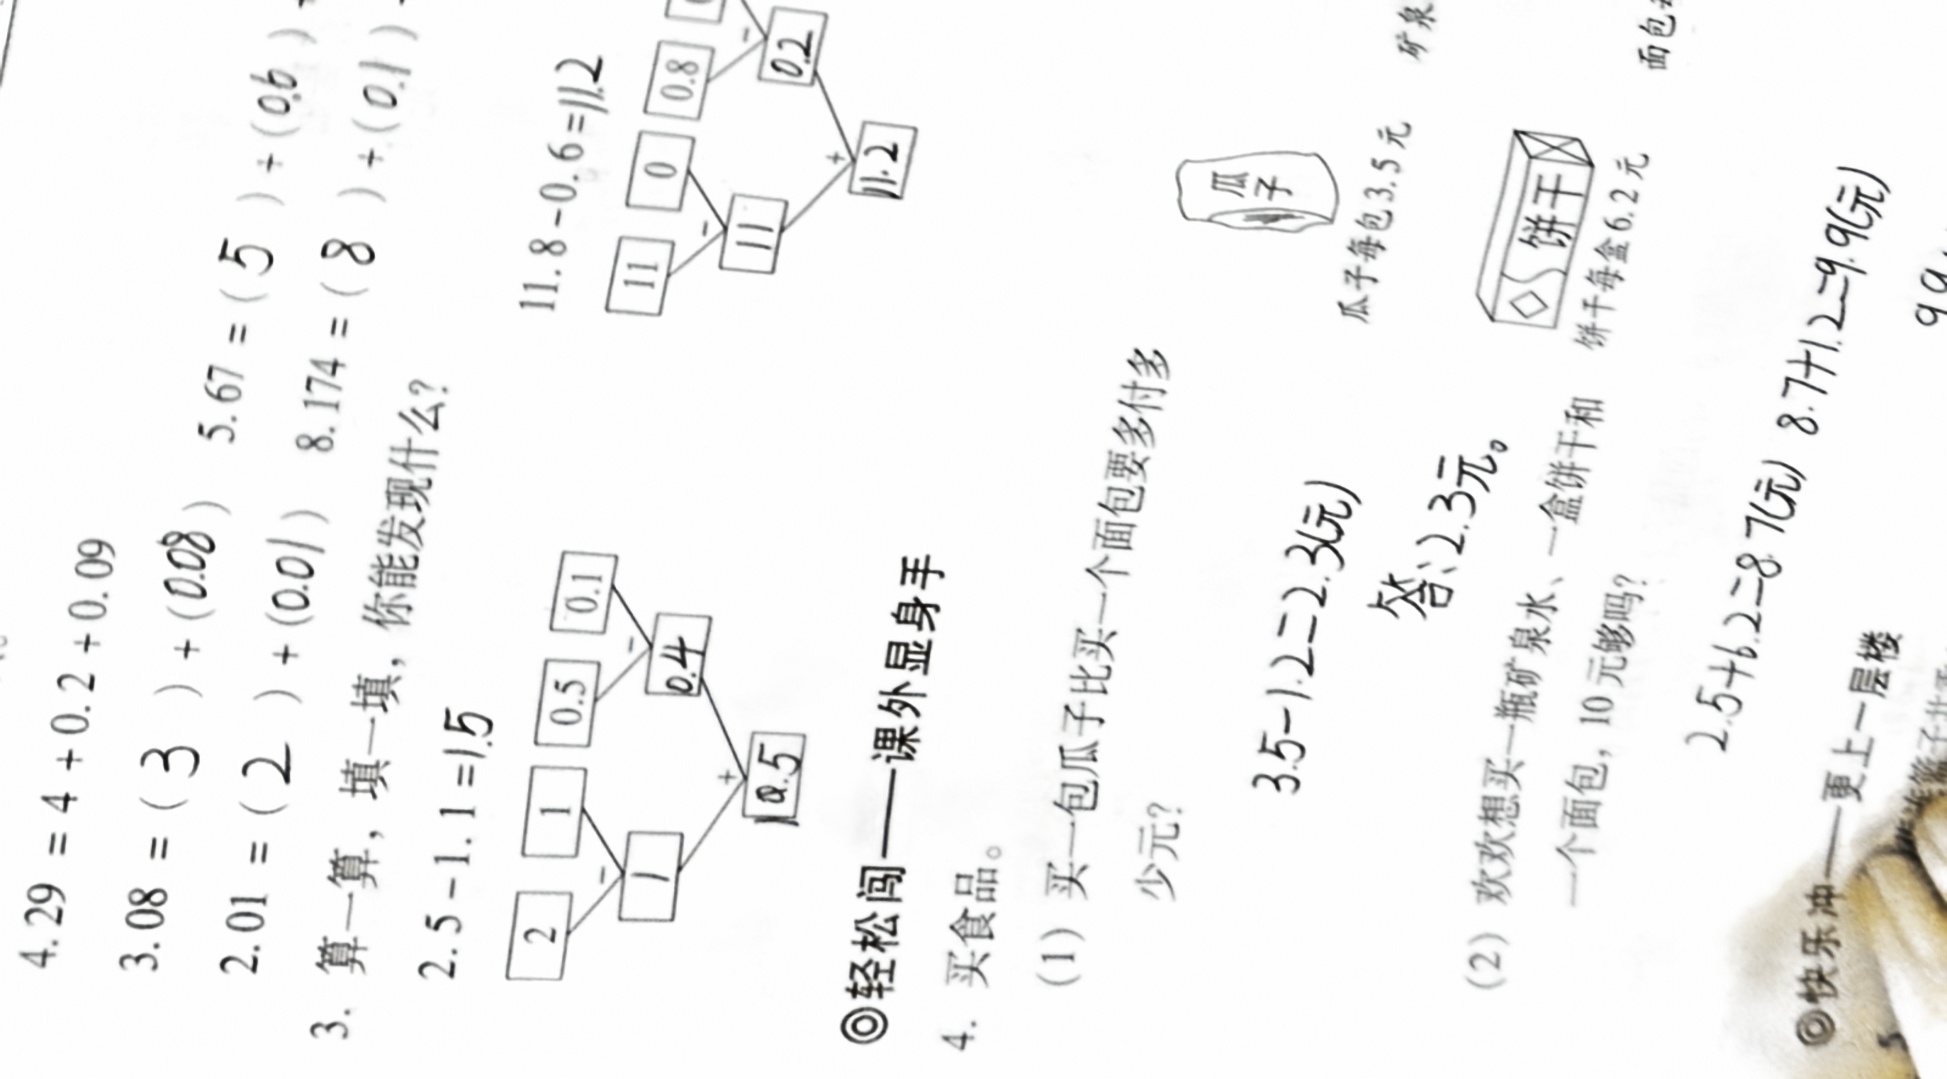 4.29 = 4 + 0.2 + 0.09
3.08 = ( 3 ) + (0.08) 5.67 = ( 5 ) + (0.6 )
2.01 = ( 2 ) + (0.01) 8.174 = ( 8 ) + (0.1 )
3. 算一算，填一填，你能发现什么？
2.5 - 1.1 = 1.5 11.8 - 0.6 = 11.2
2 1 0.5 0.1 11 0 0.8
- - - -
1 0.4 11 0.2
+ +
10.5 11.2
◎轻松闯——课外显身手
4. 买食品。
(1) 买一包瓜子比买一个面包要多付多
少元？
瓜子
3.5-1.2=2.3(元) 瓜子每包3.5元 矿泉
答：2.3元。
(2) 欢欢想买一瓶矿泉水、一盒饼干和
一个面包，10元够吗？
饼干
饼干每盒6.2元 面包
2.5+6.2=8.7(元) 8.7+1.2=9.9(元)
9.9
◎快乐冲——更上一层楼
5